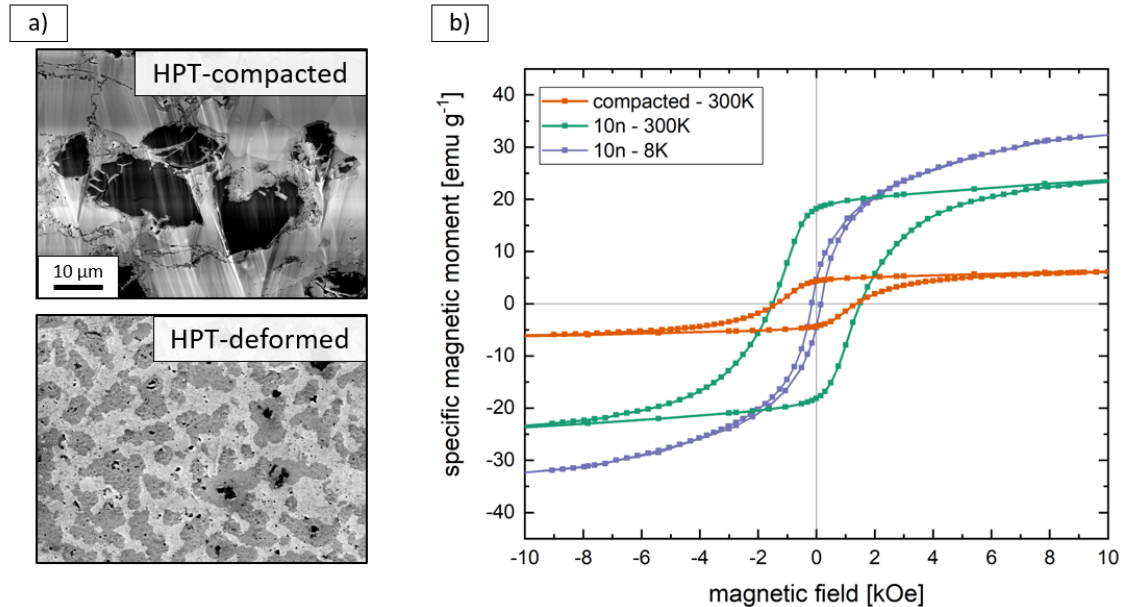 a)
HPT-compacted
10 µm
HPT-deformed
b)
specific magnetic moment [emu g⁻¹]
40
30
20
10
0
-10
-20
-30
-40
compacted - 300K
10n - 300K
10n - 8K
-10 -8 -6 -4 -2 0 2 4 6 8 10
magnetic field [kOe]